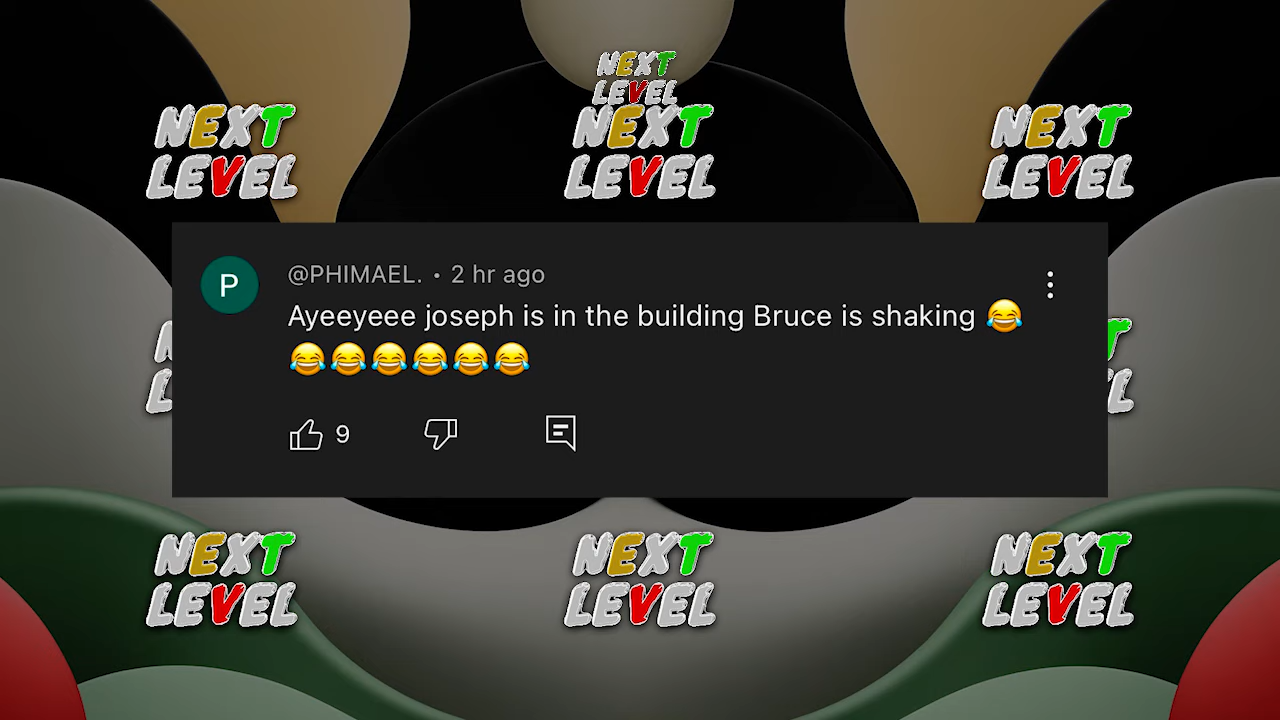 NEXT
LEVEL
NEXT
LEVEL
NEXT
LEVEL
NEXT
LEVEL
P
@PHIMAEL. • 2 hr ago
Ayeeyeee joseph is in the building Bruce is shaking 😂
😂😂😂😂😂😂
9
NEXT
LEVEL
NEXT
LEVEL
NEXT
LEVEL